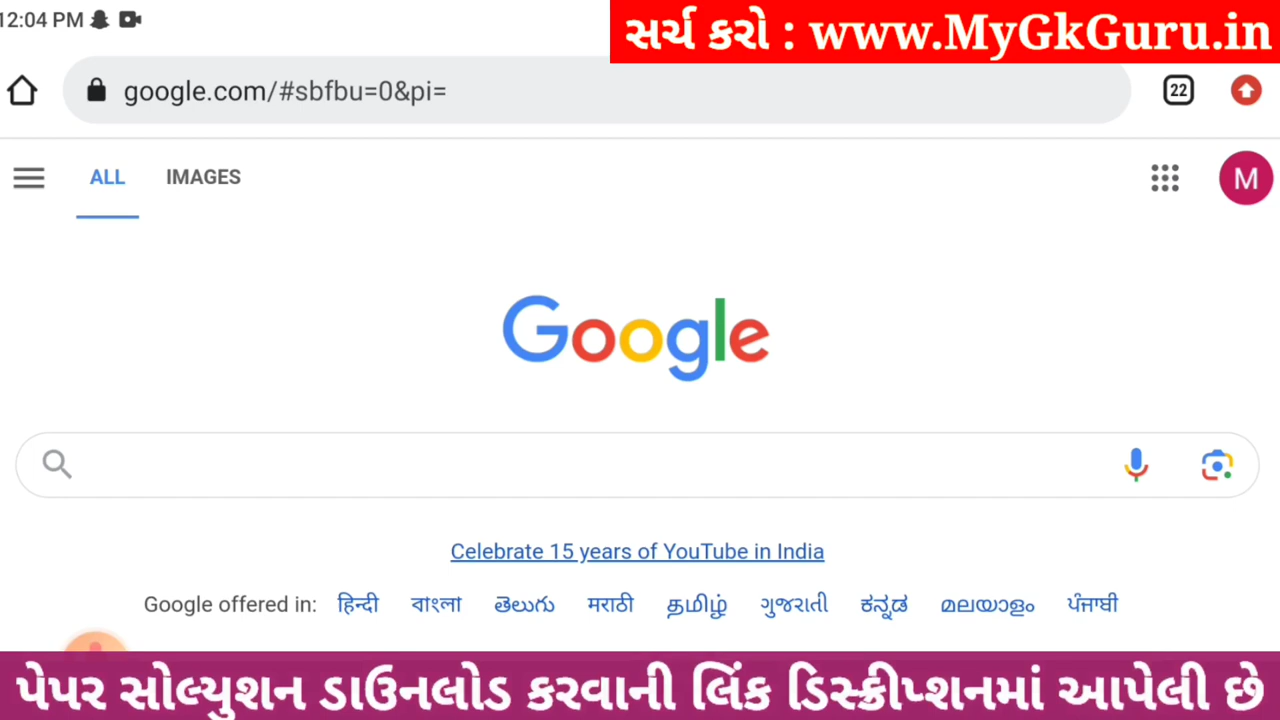 12:04 PM
સર્ચ કરો : www.MyGkGuru.in
google.com/#sbfbu=0&pi=
22
ALL IMAGES
M
Google
Celebrate 15 years of YouTube in India
Google offered in: हिन्दी বাংলা తెలుగు मराठी தமிழ் ગુજરાતી ಕನ್ನಡ മലയാളം ਪੰਜਾਬੀ
પેપર સોલ્યુશન ડાઉનલોડ કરવાની લિંક ડિસ્ક્રીપ્શનમાં આપેલી છે